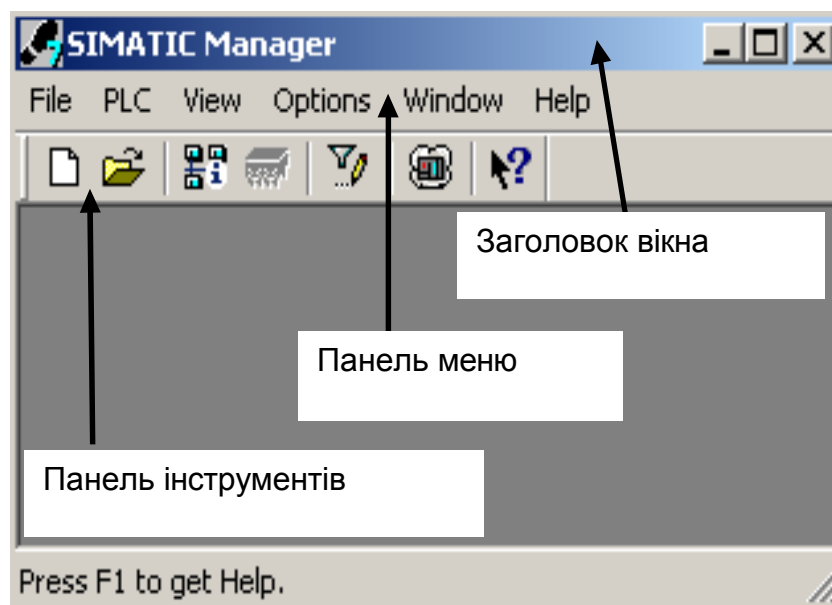 SIMATIC Manager
File PLC View Options Window Help
Заголовок вікна
Панель меню
Панель інструментів
Press F1 to get Help.